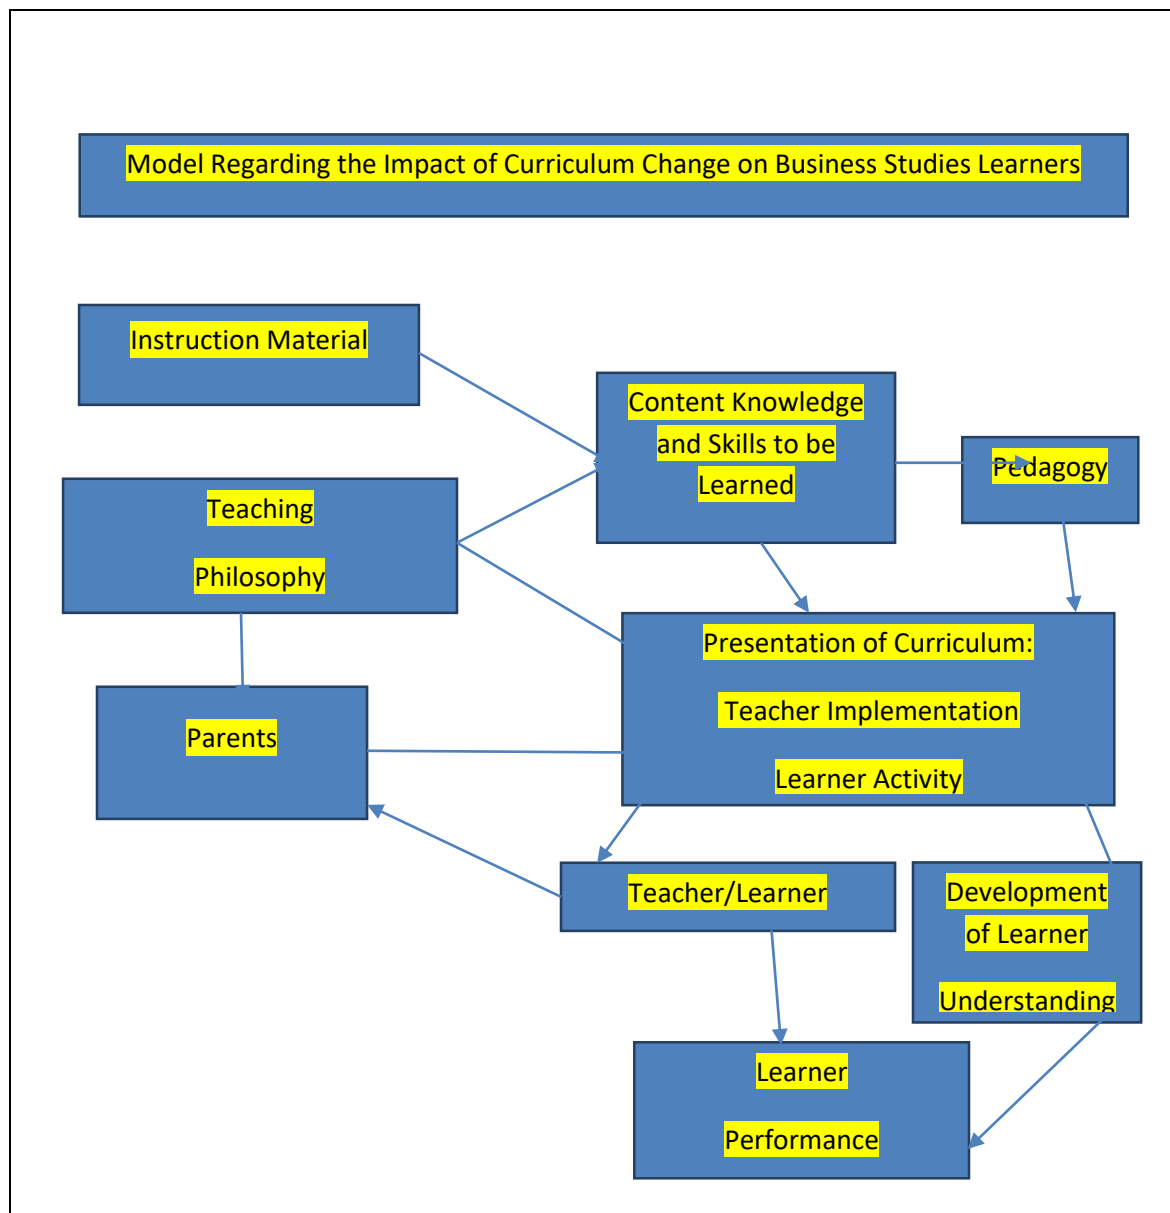 Model Regarding the Impact of Curriculum Change on Business Studies Learners
Instruction Material
Content Knowledge
and Skills to be
Learned
Pedagogy
Teaching
Philosophy
Presentation of Curriculum:
Teacher Implementation
Learner Activity
Parents
Teacher/Learner
Development
of Learner
Understanding
Learner
Performance